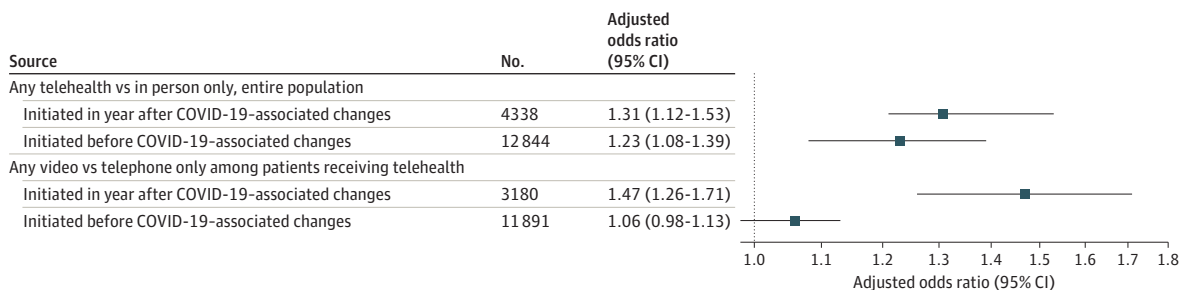 Source No. Adjusted odds ratio (95% CI)
Any telehealth vs in person only, entire population
Initiated in year after COVID-19–associated changes 4338 1.31 (1.12-1.53)
Initiated before COVID-19–associated changes 12 844 1.23 (1.08-1.39)
Any video vs telephone only among patients receiving telehealth
Initiated in year after COVID-19–associated changes 3180 1.47 (1.26-1.71)
Initiated before COVID-19–associated changes 11 891 1.06 (0.98-1.13)
1.0 1.1 1.2 1.3 1.4 1.5 1.6 1.7 1.8
Adjusted odds ratio (95% CI)